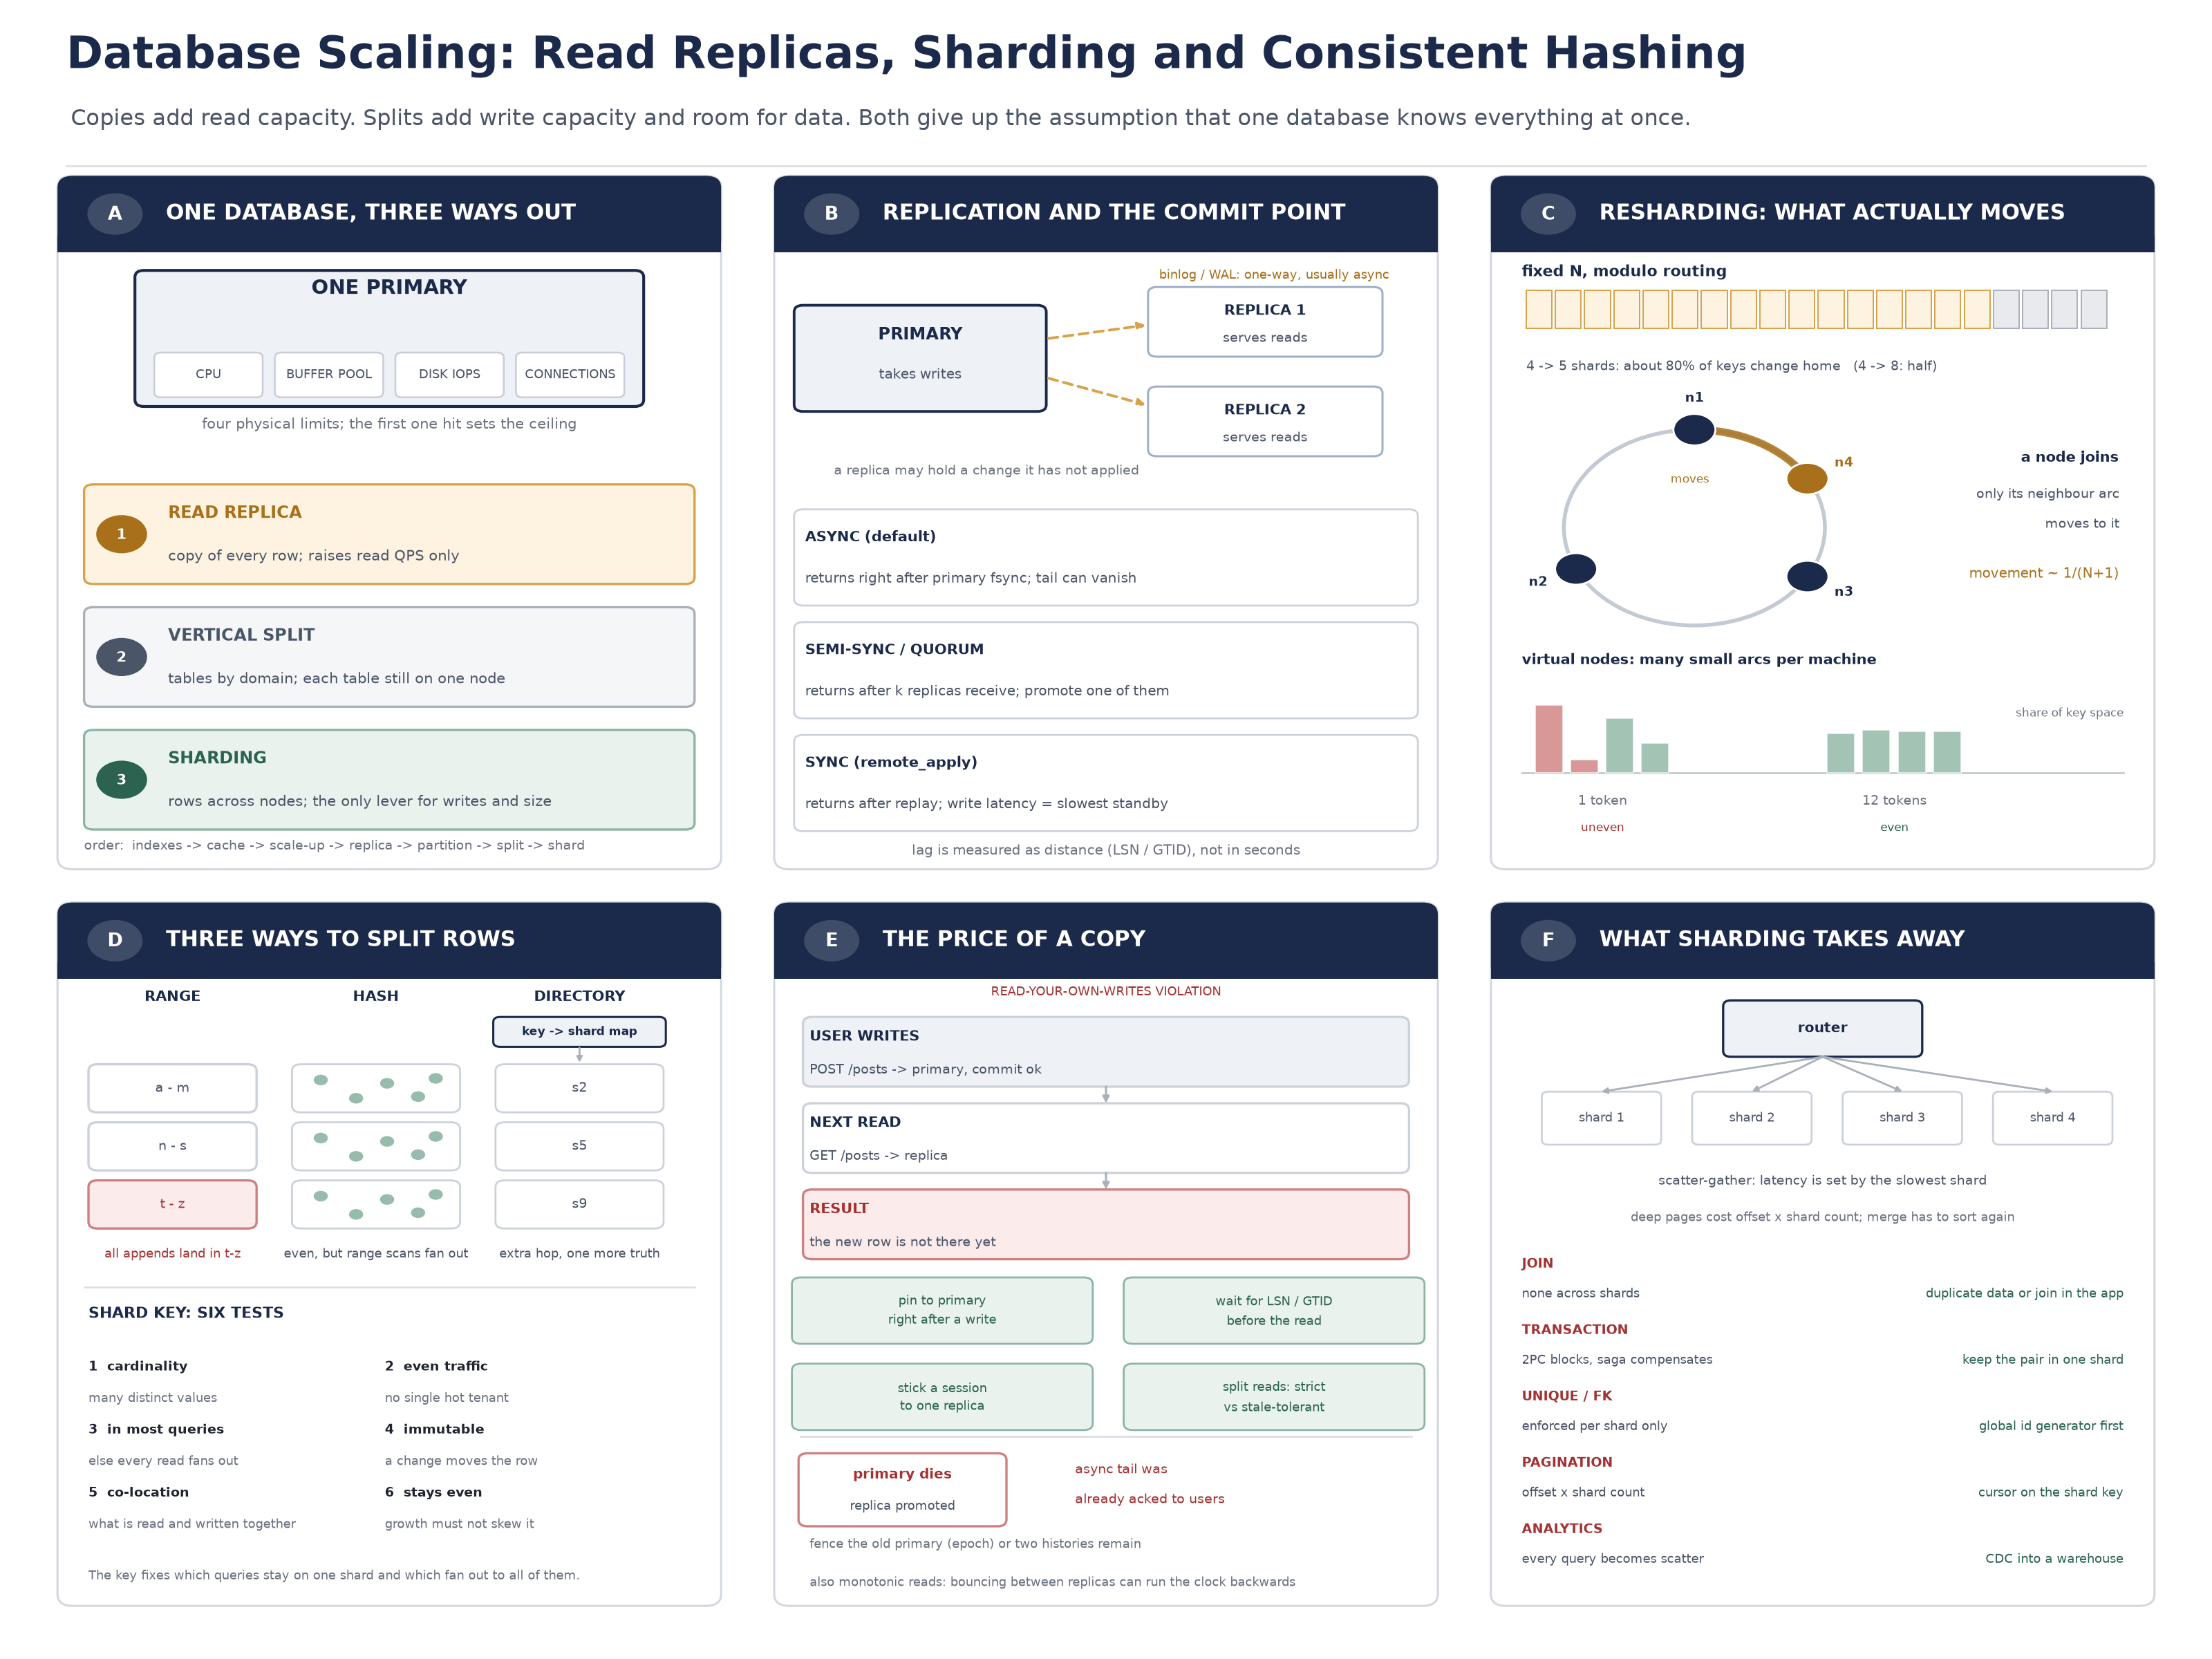 Database Scaling: Read Replicas, Sharding and Consistent Hashing
Copies add read capacity. Splits add write capacity and room for data. Both give up the assumption that one database knows everything at once.
A
ONE DATABASE, THREE WAYS OUT
ONE PRIMARY
CPU
BUFFER POOL
DISK IOPS
CONNECTIONS
four physical limits; the first one hit sets the ceiling
1
READ REPLICA
copy of every row; raises read QPS only
2
VERTICAL SPLIT
tables by domain; each table still on one node
3
SHARDING
rows across nodes; the only lever for writes and size
order:  indexes -> cache -> scale-up -> replica -> partition -> split -> shard
B
REPLICATION AND THE COMMIT POINT
binlog / WAL: one-way, usually async
PRIMARY
takes writes
REPLICA 1
serves reads
REPLICA 2
serves reads
a replica may hold a change it has not applied
ASYNC (default)
returns right after primary fsync; tail can vanish
SEMI-SYNC / QUORUM
returns after k replicas receive; promote one of them
SYNC (remote_apply)
returns after replay; write latency = slowest standby
lag is measured as distance (LSN / GTID), not in seconds
C
RESHARDING: WHAT ACTUALLY MOVES
fixed N, modulo routing
4 -> 5 shards: about 80% of keys change home   (4 -> 8: half)
n1
n4
moves
n2
n3
a node joins
only its neighbour arc
moves to it
movement ~ 1/(N+1)
virtual nodes: many small arcs per machine
share of key space
1 token
uneven
12 tokens
even
D
THREE WAYS TO SPLIT ROWS
RANGE
HASH
DIRECTORY
key -> shard map
a - m
s2
n - s
s5
t - z
s9
all appends land in t-z
even, but range scans fan out
extra hop, one more truth
SHARD KEY: SIX TESTS
1  cardinality
many distinct values
2  even traffic
no single hot tenant
3  in most queries
else every read fans out
4  immutable
a change moves the row
5  co-location
what is read and written together
6  stays even
growth must not skew it
The key fixes which queries stay on one shard and which fan out to all of them.
E
THE PRICE OF A COPY
READ-YOUR-OWN-WRITES VIOLATION
USER WRITES
POST /posts -> primary, commit ok
NEXT READ
GET /posts -> replica
RESULT
the new row is not there yet
pin to primary
right after a write
wait for LSN / GTID
before the read
stick a session
to one replica
split reads: strict
vs stale-tolerant
primary dies
replica promoted
async tail was
already acked to users
fence the old primary (epoch) or two histories remain
also monotonic reads: bouncing between replicas can run the clock backwards
F
WHAT SHARDING TAKES AWAY
router
shard 1
shard 2
shard 3
shard 4
scatter-gather: latency is set by the slowest shard
deep pages cost offset x shard count; merge has to sort again
JOIN
none across shards
duplicate data or join in the app
TRANSACTION
2PC blocks, saga compensates
keep the pair in one shard
UNIQUE / FK
enforced per shard only
global id generator first
PAGINATION
offset x shard count
cursor on the shard key
ANALYTICS
every query becomes scatter
CDC into a warehouse